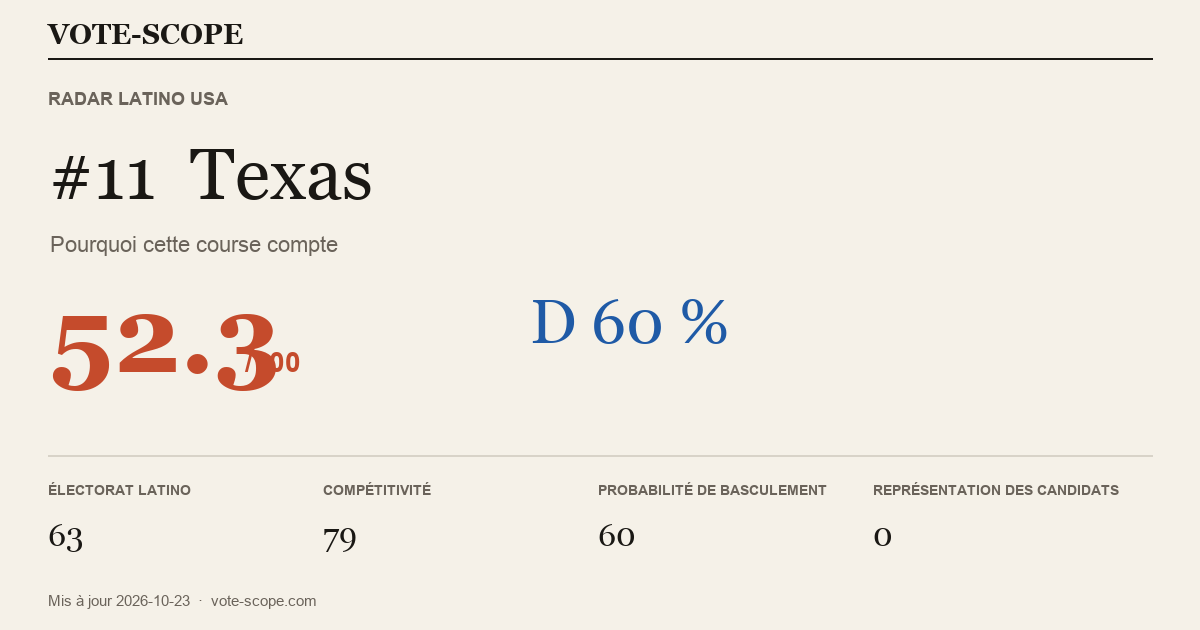 VOTE-SCOPE
RADAR LATINO USA
#11 Texas
Pourquoi cette course compte
52.3
D 60 %
ÉLECTORAT LATINO
COMPÉTITIVITÉ
PROBABILITÉ DE BASCULEMENT
REPRÉSENTATION DES CANDIDATS
63
79
60
0
Mis à jour 2026-10-23 · vote-scope.com